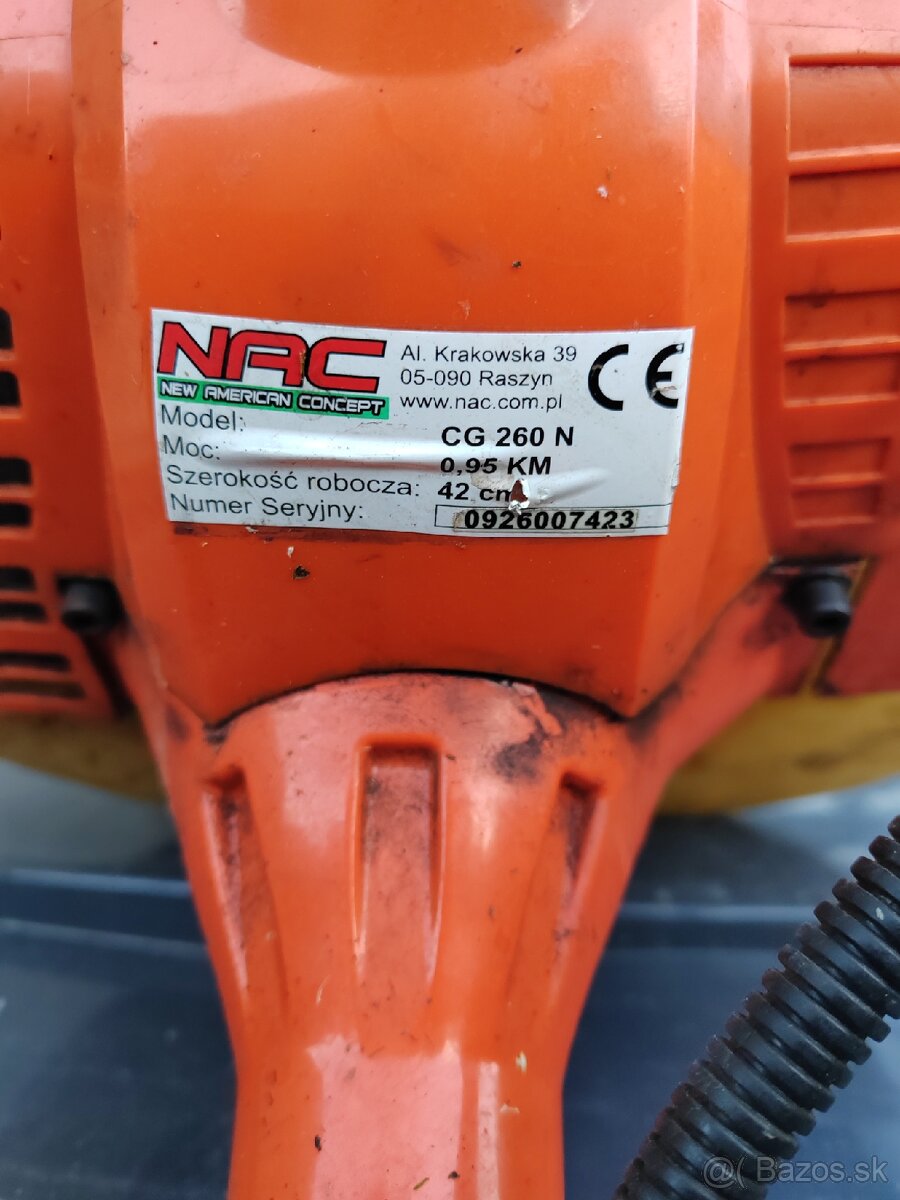 NAC
NEW AMERICAN CONCEPT
Al. Krakowska 39
05-090 Raszyn
www.nac.com.pl
CE
Model: CG 260 N
Moc: 0,95 KM
Szerokość robocza: 42 cm
Numer Seryjny: 0926007423
@ Bazos.sk